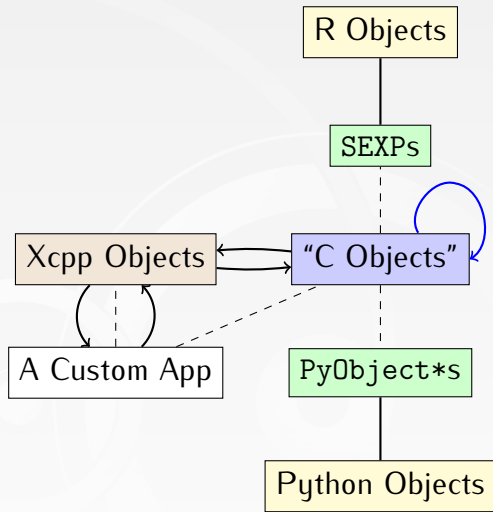 R Objects
SEXPs
Xcpp Objects
“C Objects”
A Custom App
PyObject*s
Python Objects